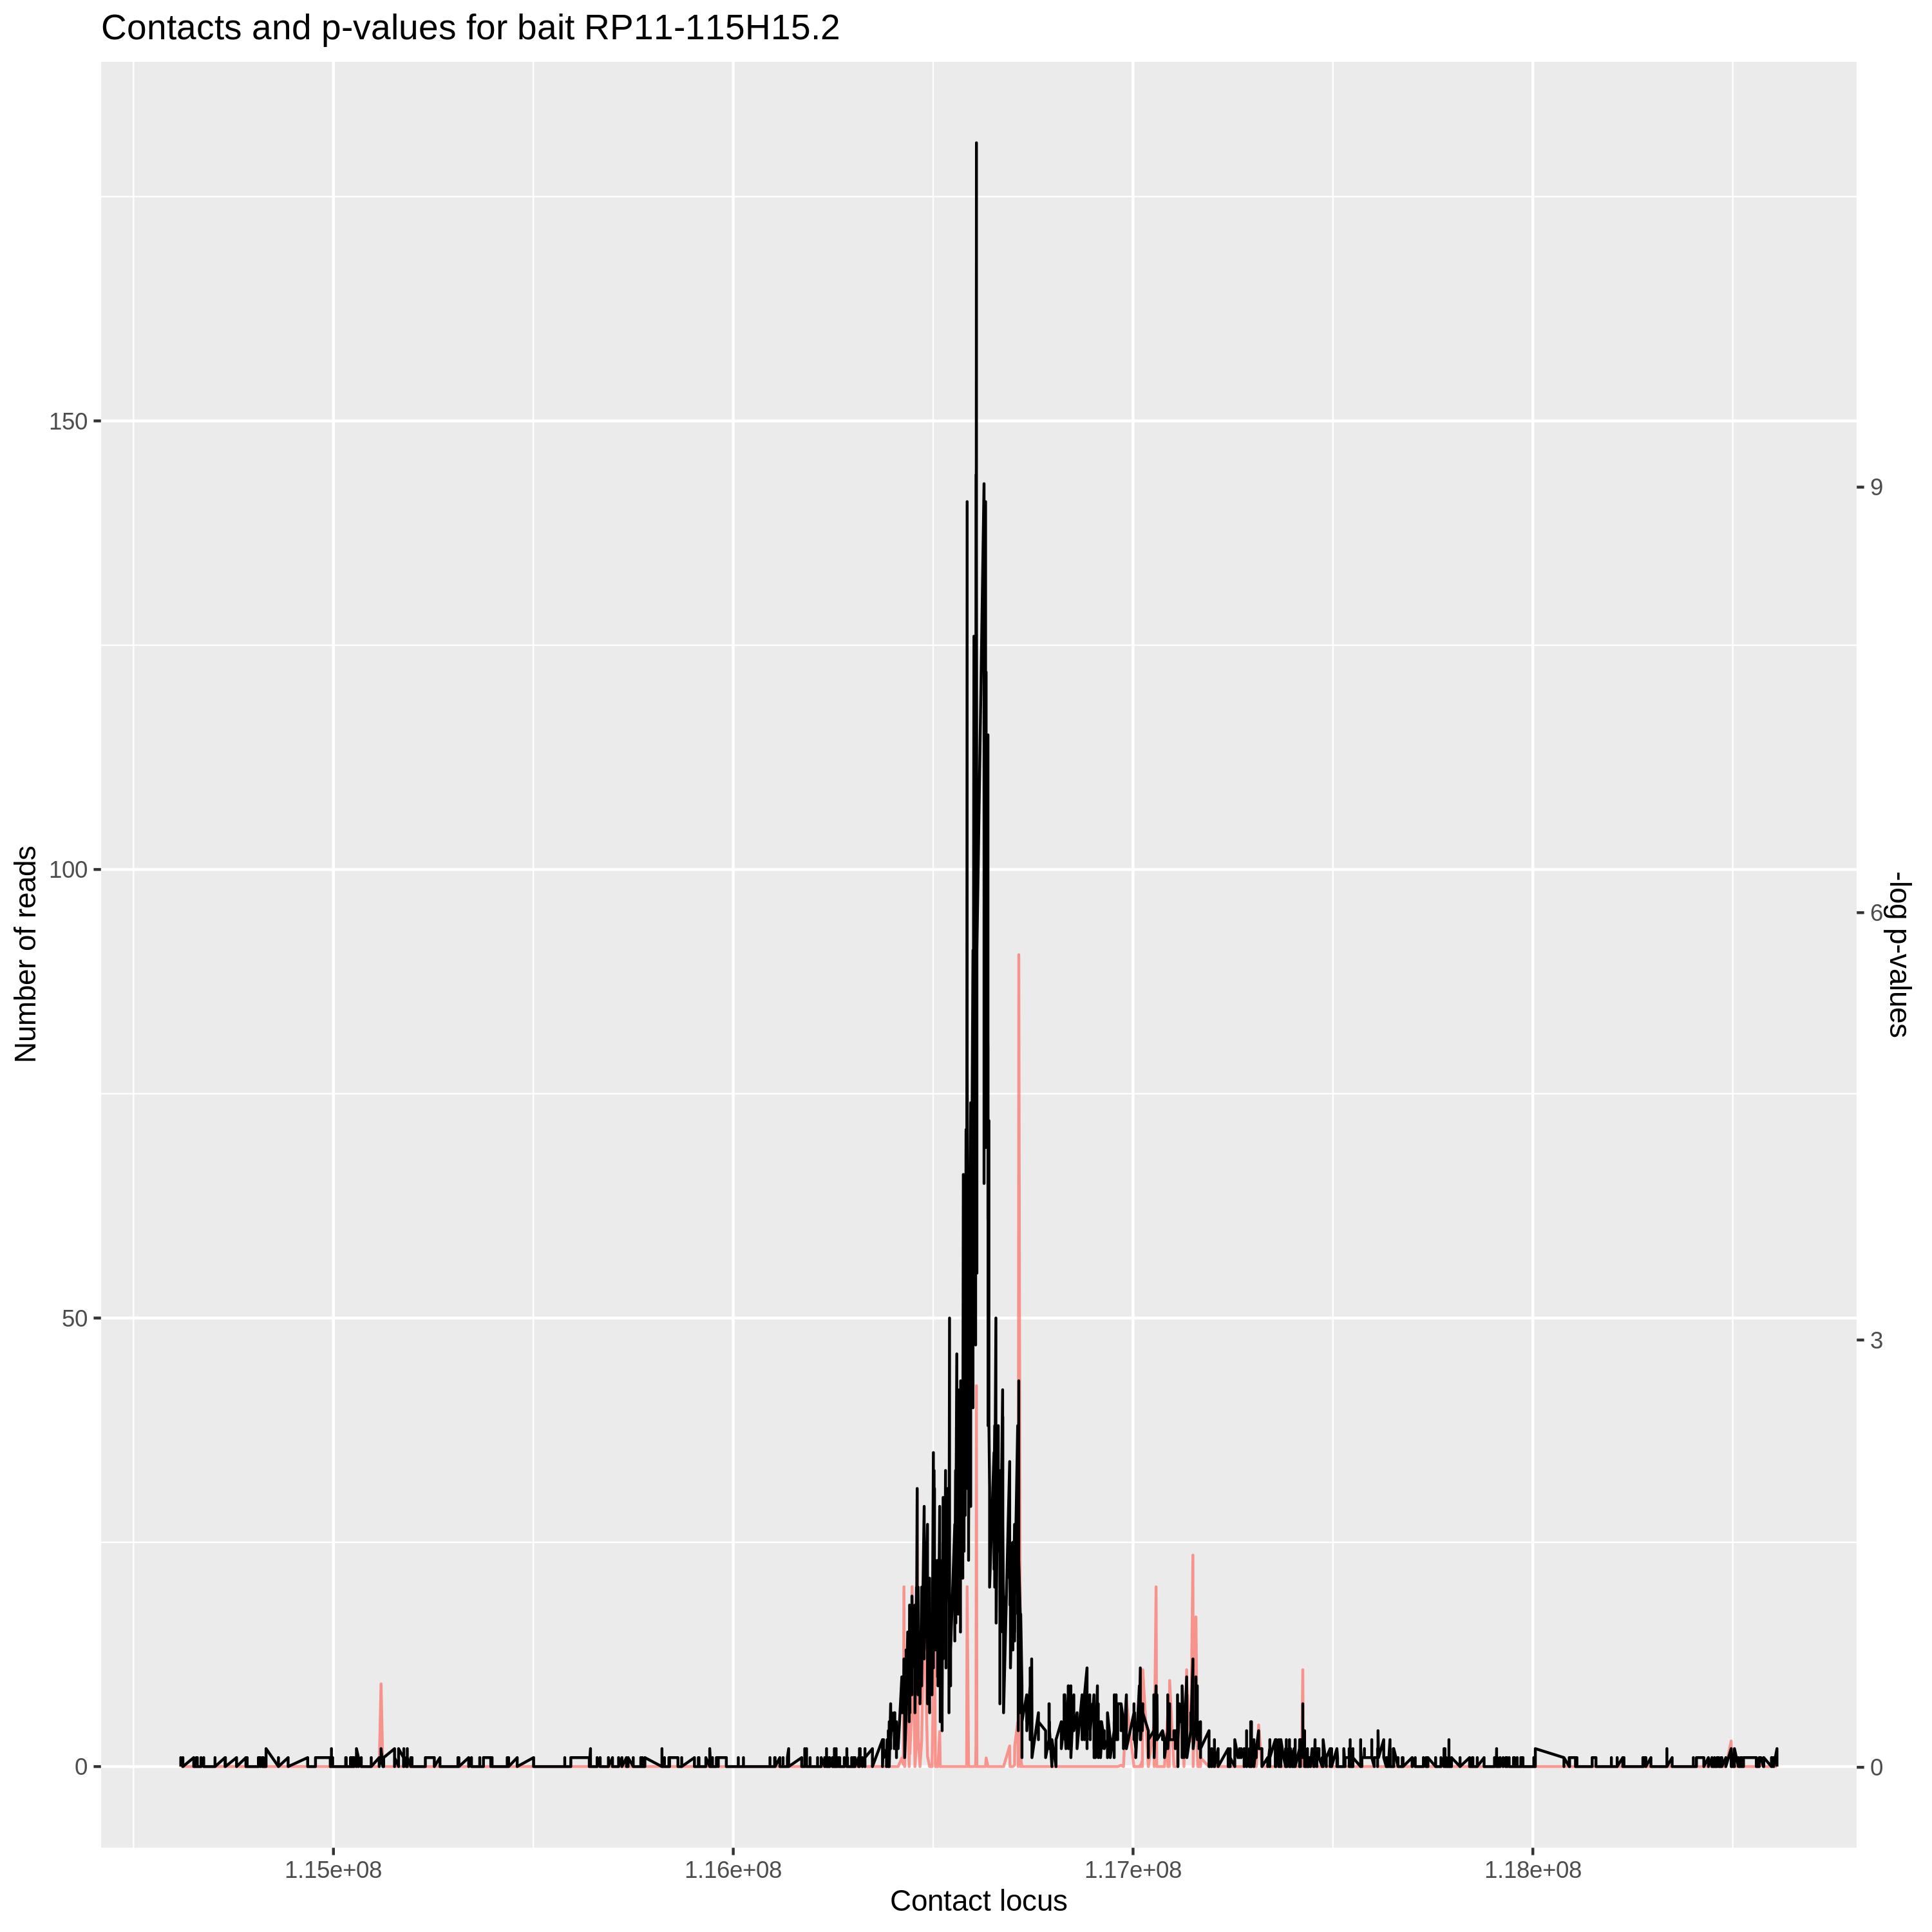 Contacts and p-values for bait RP11-115H15.2
150
100
50
0
Number of reads
9
6
3
0
-log p-values
1.15e+08 1.16e+08 1.17e+08 1.18e+08
Contact locus